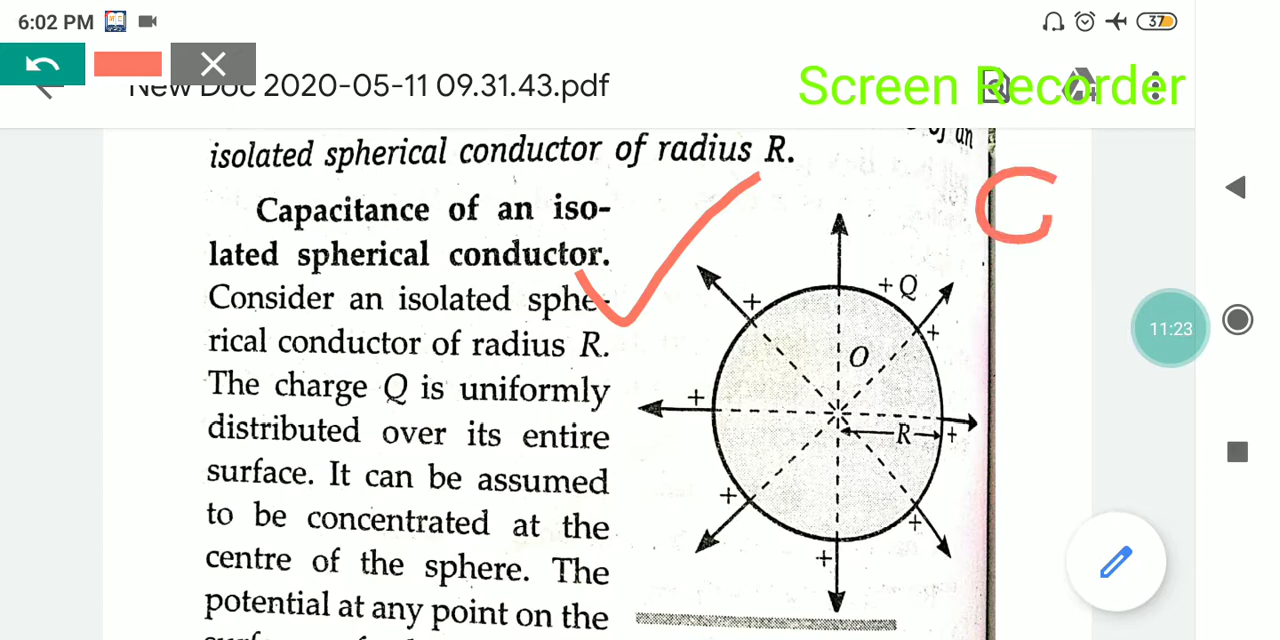 6:02 PM
37
New Doc 2020-05-11 09.31.43.pdf
Screen Recorder
of an
isolated spherical conductor of radius R.
C
Capacitance of an iso-
lated spherical conductor.
Consider an isolated sphe-
rical conductor of radius R.
The charge Q is uniformly
distributed over its entire
surface. It can be assumed
to be concentrated at the
centre of the sphere. The
potential at any point on the
+ Q
+
+
O
+
R
+
+
+
+
11:23